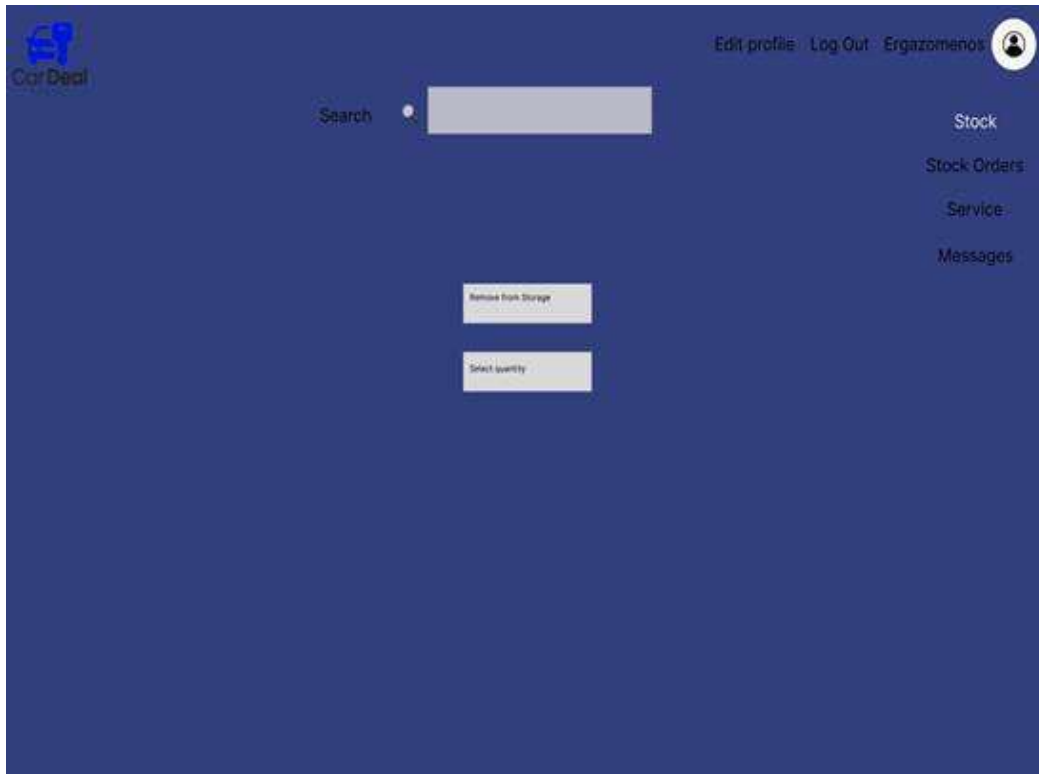 CarDeal
Edit profile Log Out Ergazomenos
Search
Stock
Stock Orders
Service
Messages
Remove from Storage
Select quantity